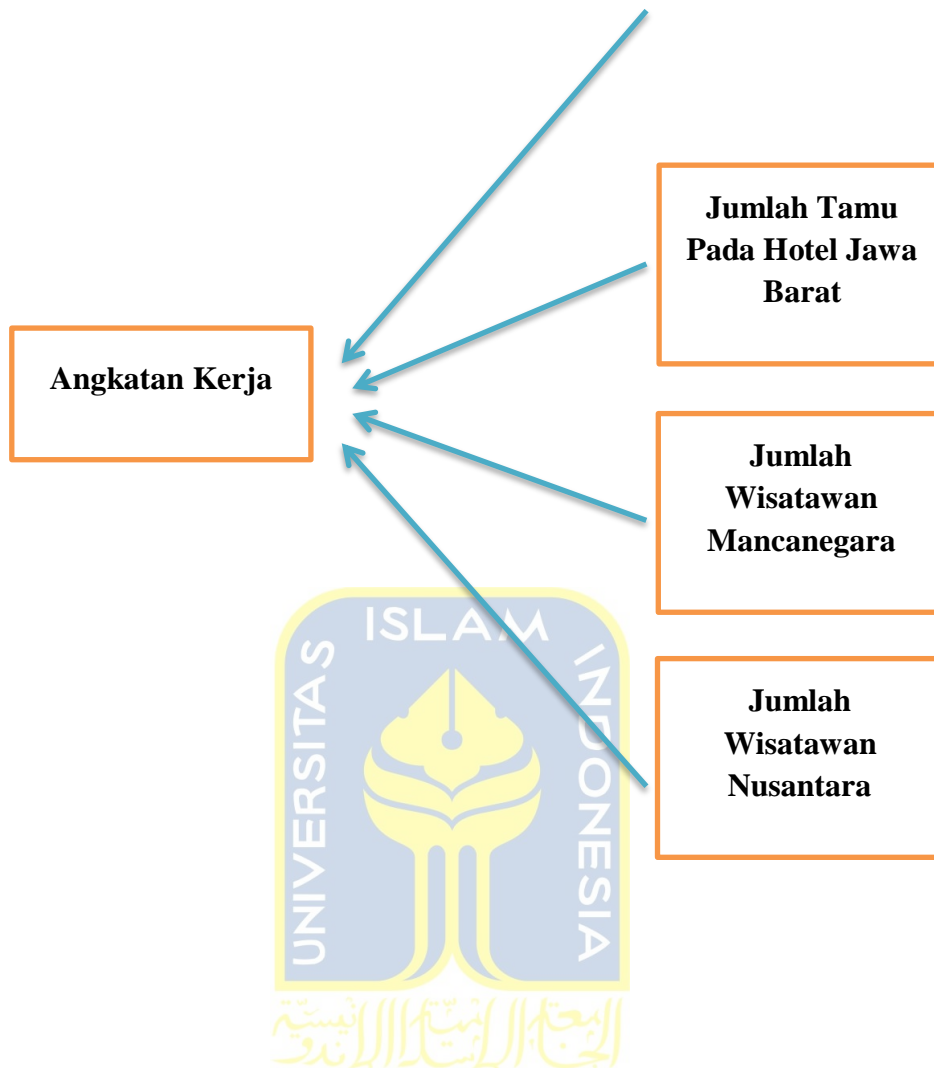 Jumlah Tamu
Pada Hotel Jawa
Barat
Angkatan Kerja
Jumlah
Wisatawan
Mancanegara
Jumlah
Wisatawan
Nusantara
UNIVERSITAS
ISLAM
INDONESIA